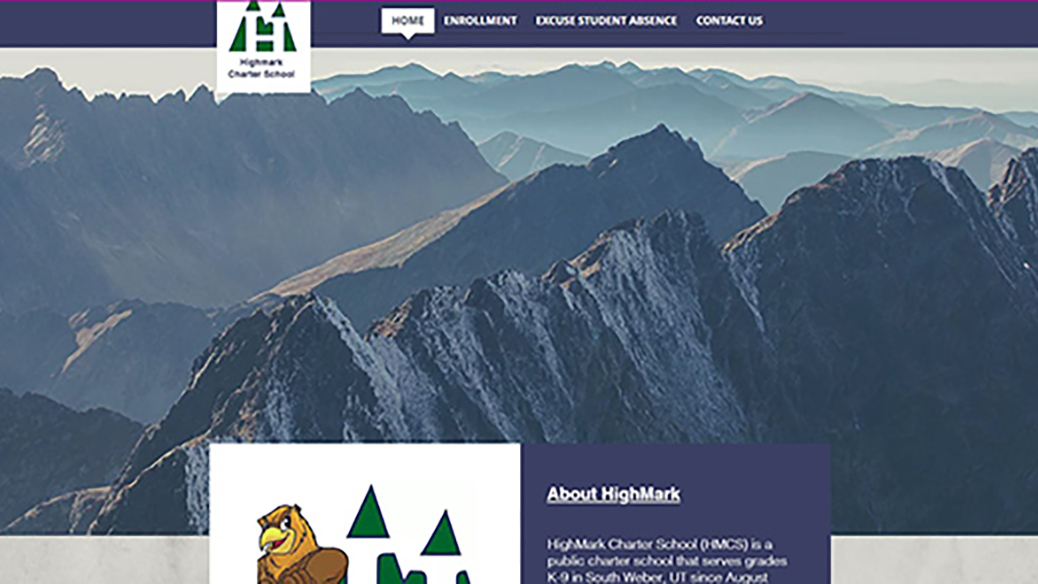 HOME ENROLLMENT EXCUSE STUDENT ABSENCE CONTACT US
Highmark
Charter School
About HighMark
HighMark Charter School (HMCS) is a
public charter school that serves grades
K-9 in South Weber, UT since August